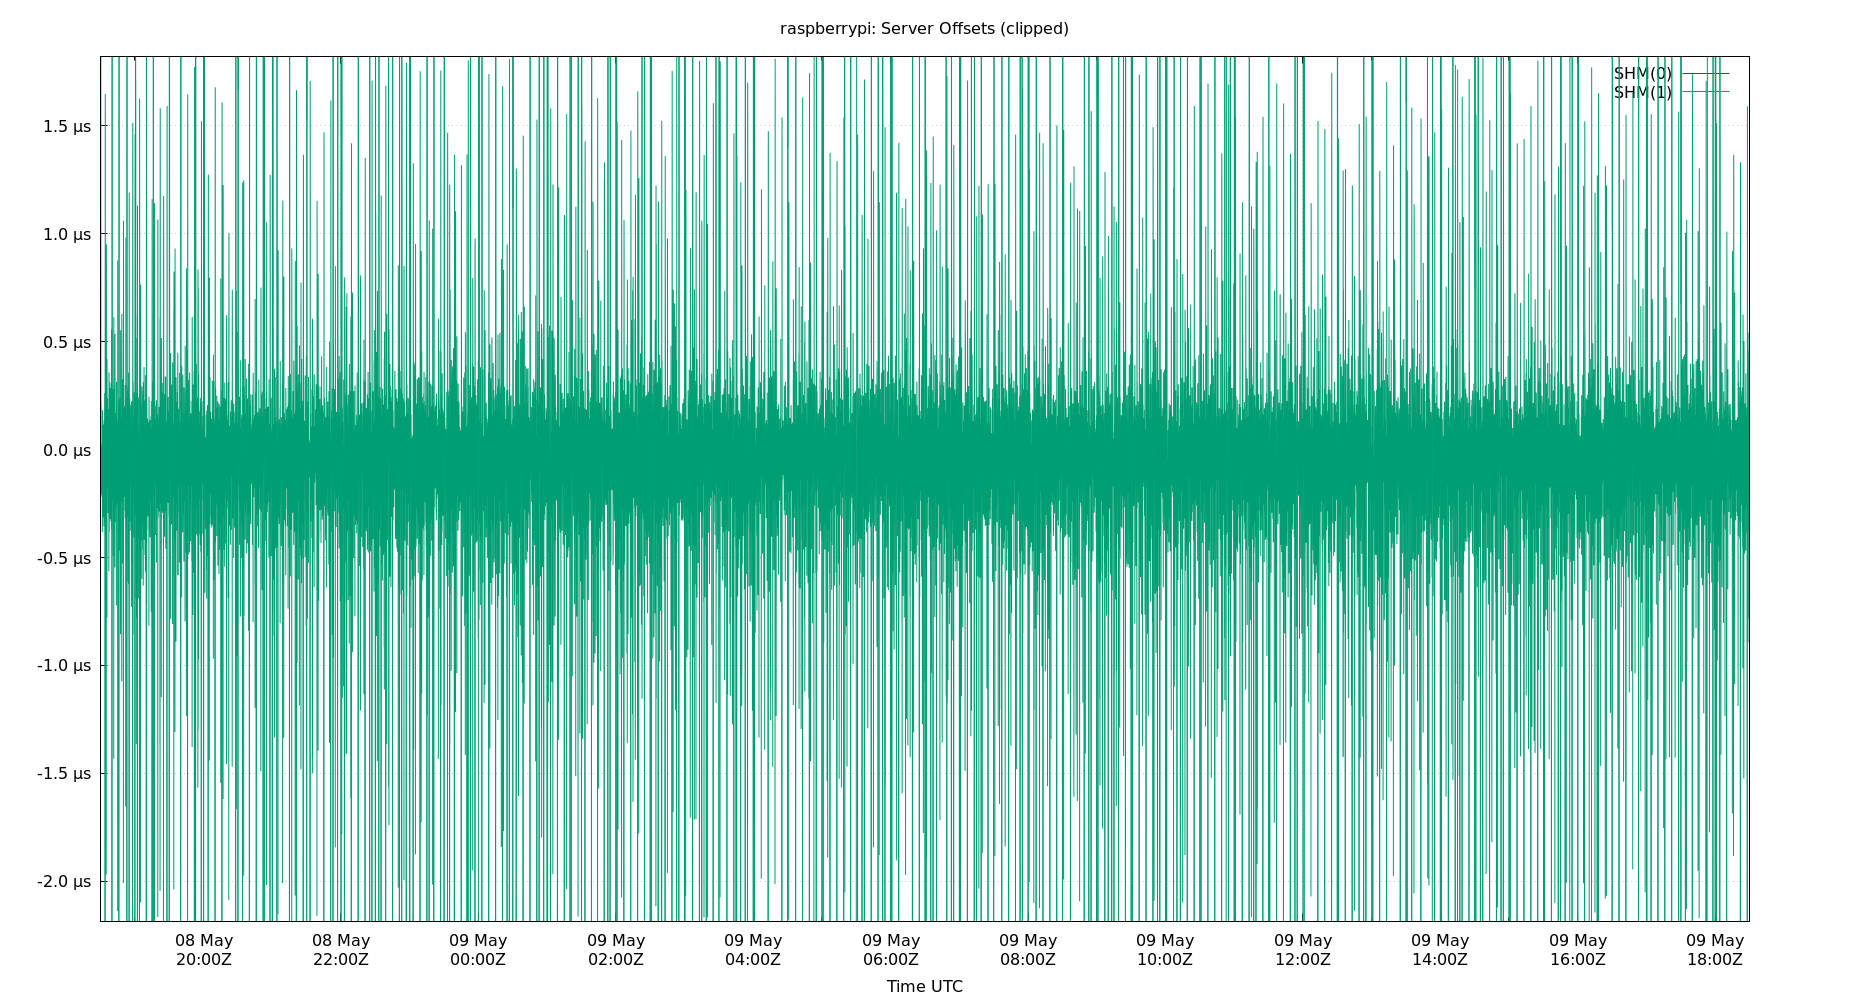 raspberrypi: Server Offsets (clipped)
SHM(0)
SHM(1)
1.5 µs
1.0 µs
0.5 µs
0.0 µs
-0.5 µs
-1.0 µs
-1.5 µs
-2.0 µs
08 May 08 May 09 May 09 May 09 May 09 May 09 May 09 May 09 May 09 May 09 May 09 May
20:00Z 22:00Z 00:00Z 02:00Z 04:00Z 06:00Z 08:00Z 10:00Z 12:00Z 14:00Z 16:00Z 18:00Z
Time UTC